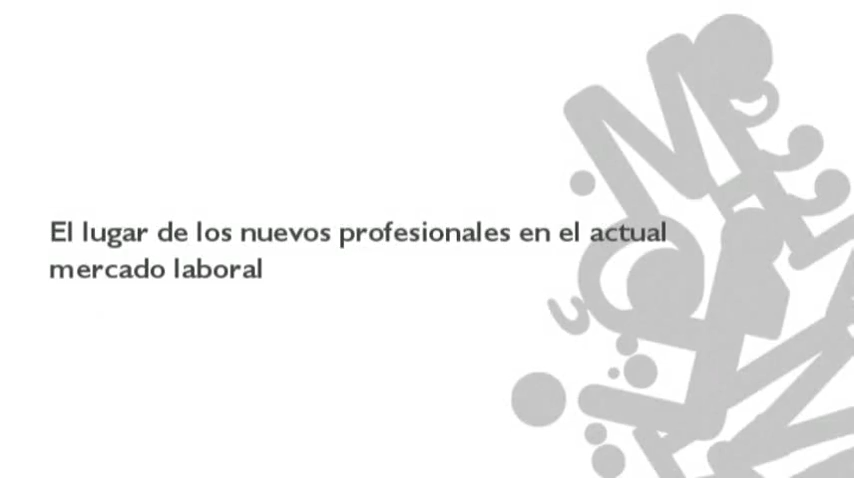 El lugar de los nuevos profesionales en el actual
mercado laboral